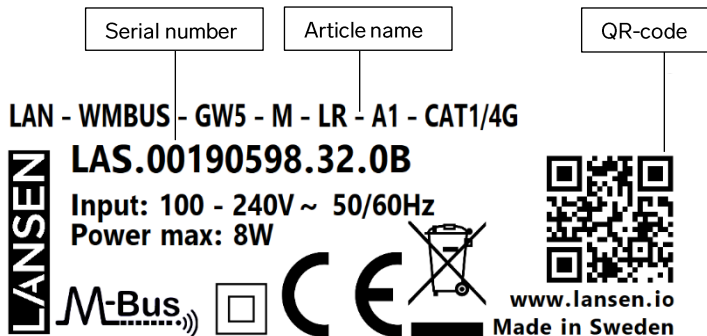 Serial number
Article name
QR-code
LAN - WMBUS - GW5 - M - LR - A1 - CAT1/4G
LANSEN
LAS.00190598.32.0B
Input: 100 - 240V ~ 50/60Hz
Power max: 8W
M-Bus
CE
www.lansen.io
Made in Sweden